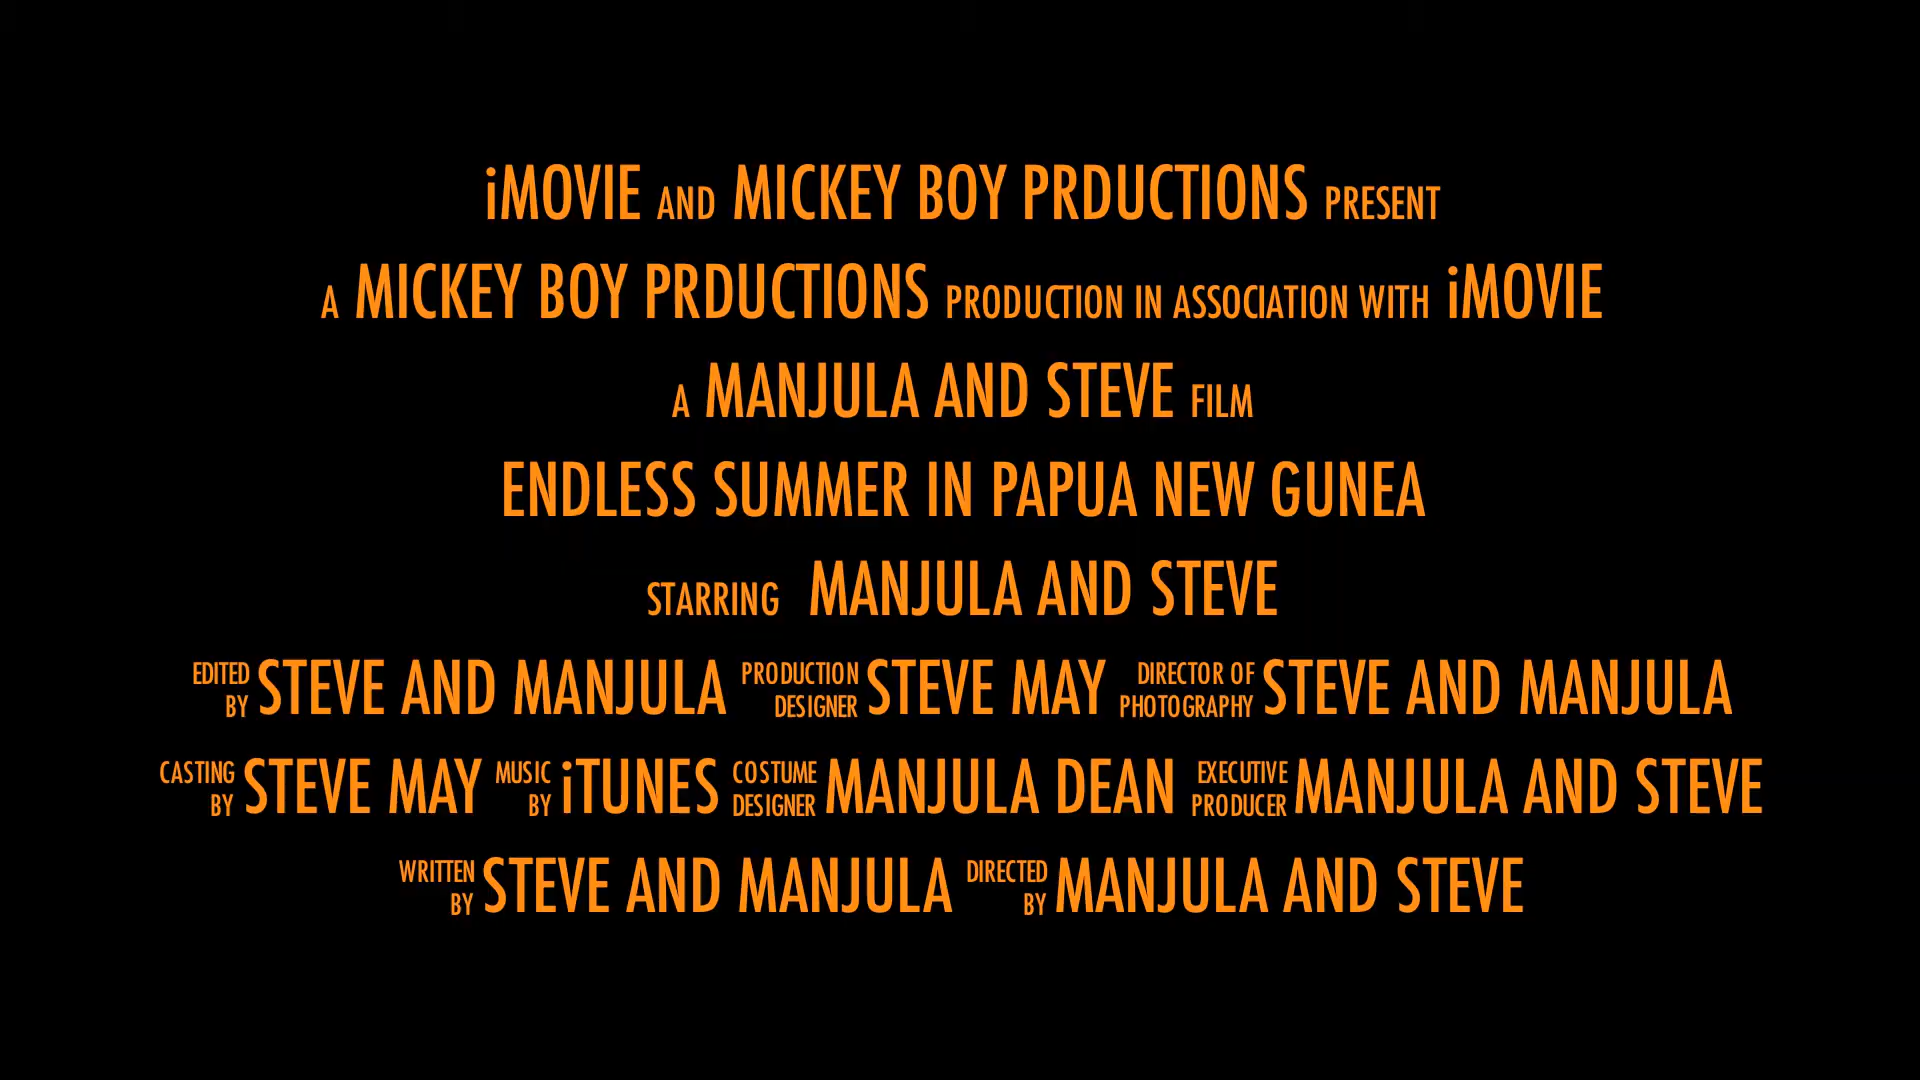 iMOVIE AND MICKEY BOY PRDUCTIONS PRESENT
A MICKEY BOY PRDUCTIONS PRODUCTION IN ASSOCIATION WITH iMOVIE
A MANJULA AND STEVE FILM
ENDLESS SUMMER IN PAPUA NEW GUNEA
STARRING MANJULA AND STEVE
EDITED BY STEVE AND MANJULA PRODUCTION DESIGNER STEVE MAY DIRECTOR OF PHOTOGRAPHY STEVE AND MANJULA
CASTING BY STEVE MAY MUSIC BY iTUNES COSTUME DESIGNER MANJULA DEAN EXECUTIVE PRODUCER MANJULA AND STEVE
WRITTEN BY STEVE AND MANJULA DIRECTED BY MANJULA AND STEVE